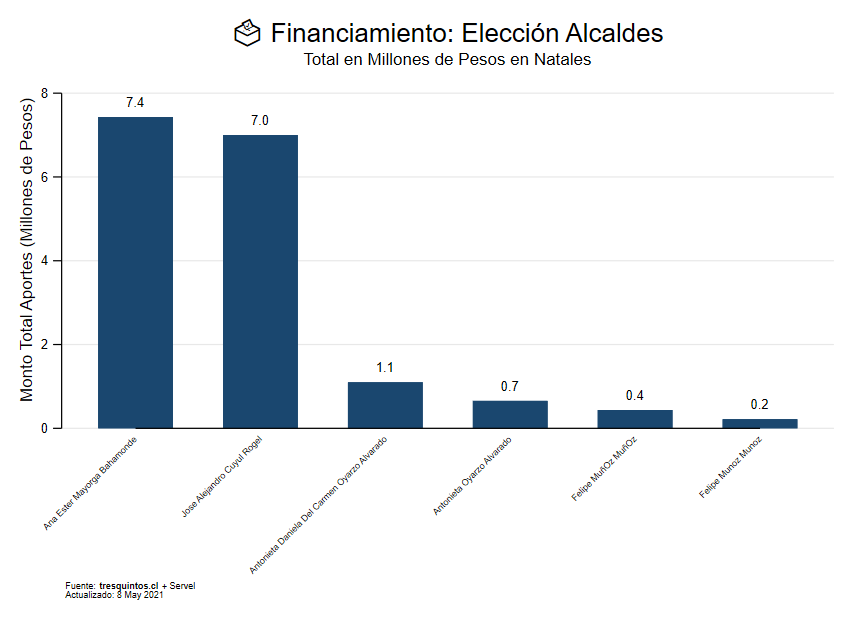 Financiamiento: Elección Alcaldes
Total en Millones de Pesos en Natales
Monto Total Aportes (Millones de Pesos)
8
6
4
2
0
7.4
7.0
1.1
0.7
0.4
0.2
Ana Ester Mayorga Bahamonde
Jose Alejandro Cuyul Rogel
Antonieta Daniela Del Carmen Oyarzo Alvarado
Antonieta Oyarzo Alvarado
Felipe MuñOz MuñOz
Felipe Munoz Munoz
Fuente: tresquintos.cl + Servel
Actualizado: 8 May 2021